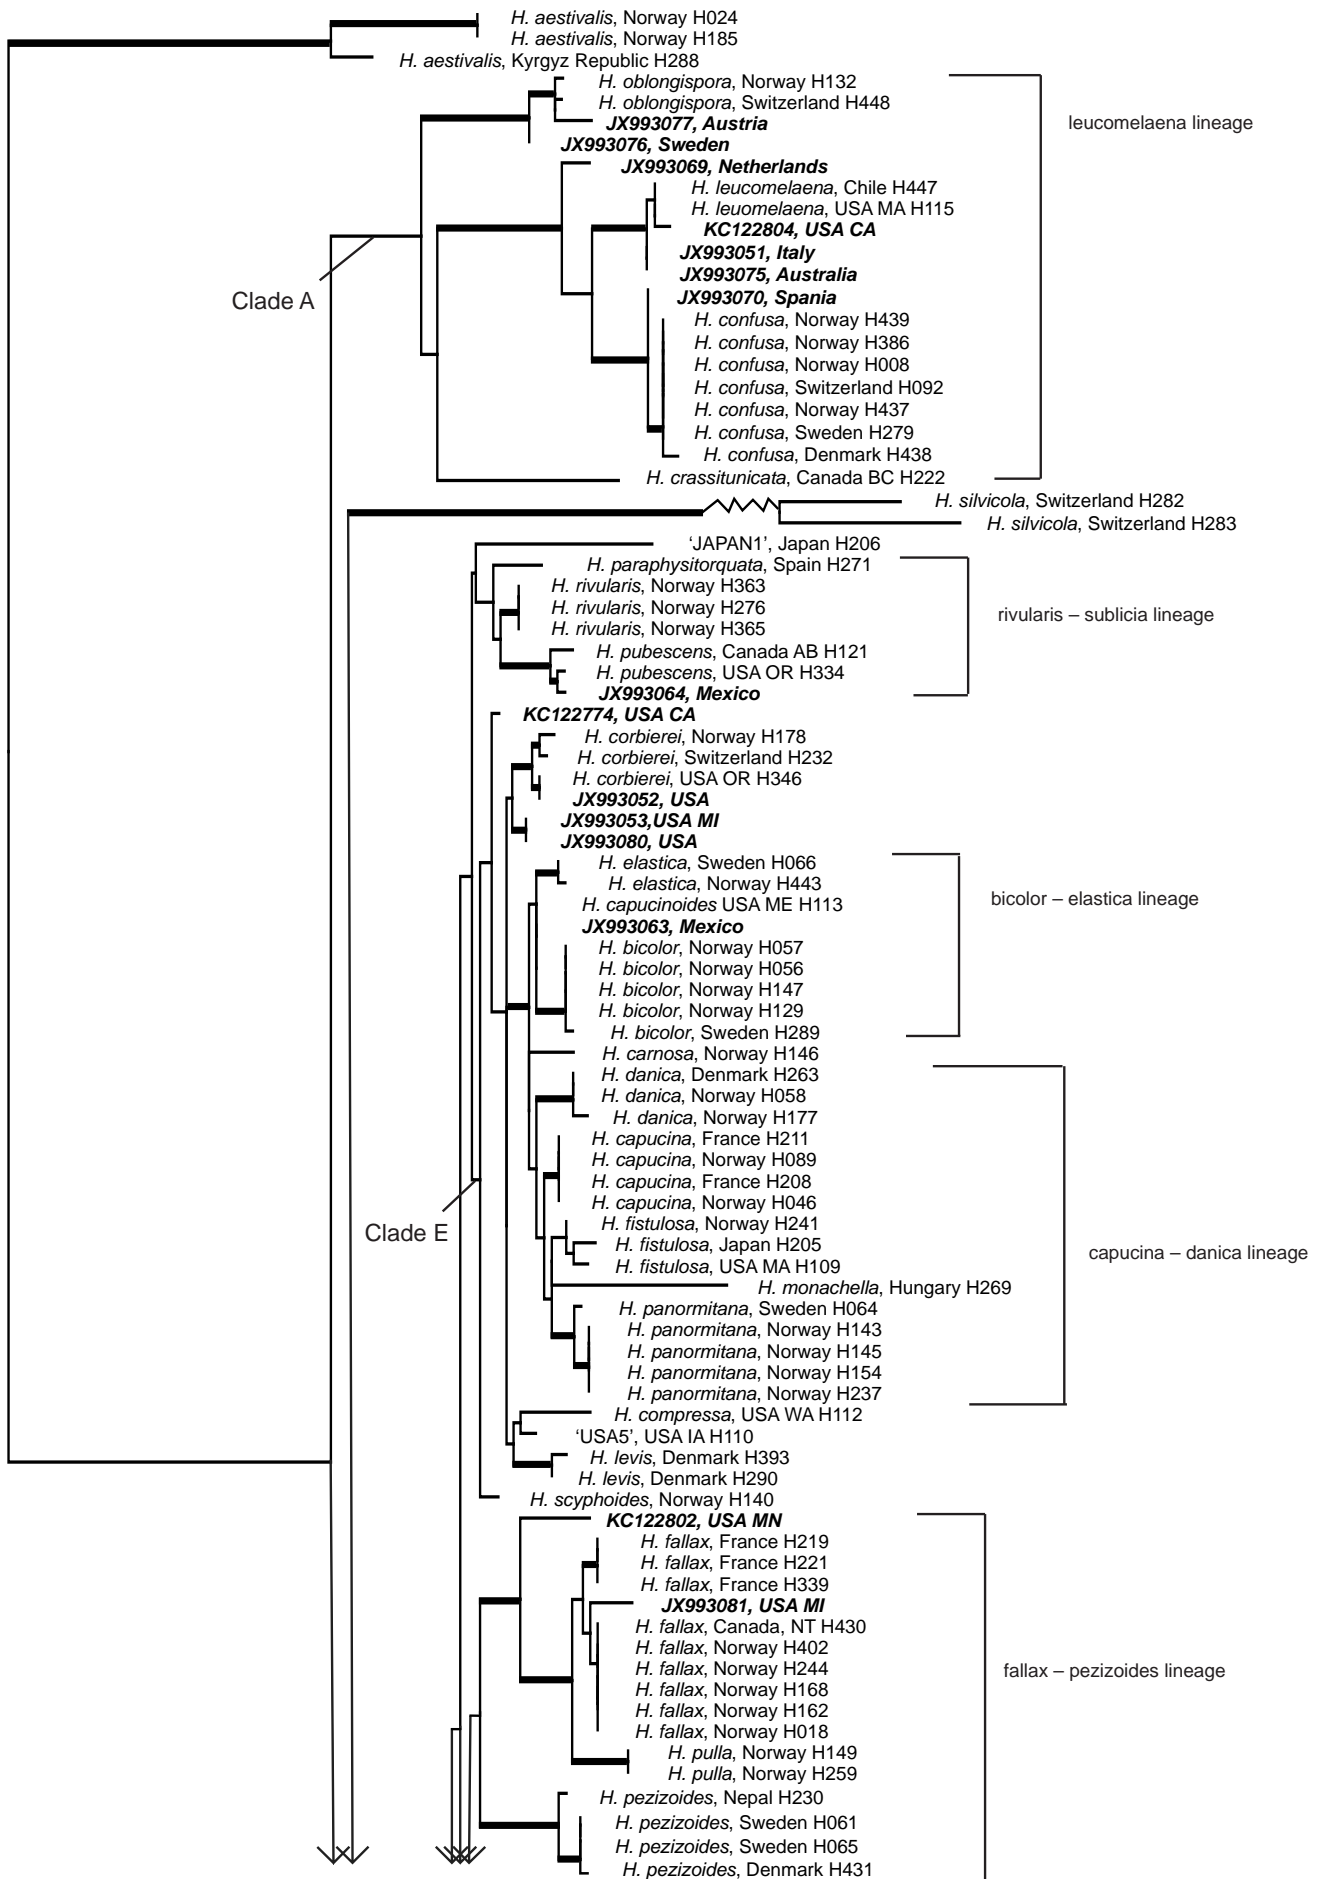 H. aestivalis, Norway H024
H. aestivalis, Norway H185
H. aestivalis, Kyrgyz Republic H288
H. oblongispora, Norway H132
H. oblongispora, Switzerland H448
JX993077, Austria
leucomelaena lineage
JX993076, Sweden
JX993069, Netherlands
H. leucomelaena, Chile H447
H. leuomelaena, USA MA H115
KC122804, USA CA
JX993051, Italy
JX993075, Australia
JX993070, Spania
Clade A
H. confusa, Norway H439
H. confusa, Norway H386
H. confusa, Norway H008
H. confusa, Switzerland H092
H. confusa, Norway H437
H. confusa, Sweden H279
H. confusa, Denmark H438
H. crassitunicata, Canada BC H222
H. silvicola, Switzerland H282
H. silvicola, Switzerland H283
‘JAPAN1’, Japan H206
H. paraphysitorquata, Spain H271
H. rivularis, Norway H363
H. rivularis, Norway H276
rivularis – sublicia lineage
H. rivularis, Norway H365
H. pubescens, Canada AB H121
H. pubescens, USA OR H334
JX993064, Mexico
KC122774, USA CA
H. corbierei, Norway H178
H. corbierei, Switzerland H232
H. corbierei, USA OR H346
JX993052, USA
JX993053,USA MI
JX993080, USA
H. elastica, Sweden H066
H. elastica, Norway H443
bicolor – elastica lineage
H. capucinoides USA ME H113
JX993063, Mexico
H. bicolor, Norway H057
H. bicolor, Norway H056
H. bicolor, Norway H147
H. bicolor, Norway H129
H. bicolor, Sweden H289
H. carnosa, Norway H146
H. danica, Denmark H263
H. danica, Norway H058
H. danica, Norway H177
H. capucina, France H211
H. capucina, Norway H089
H. capucina, France H208
H. capucina, Norway H046
H. fistulosa, Norway H241
Clade E
H. fistulosa, Japan H205
capucina – danica lineage
H. fistulosa, USA MA H109
H. monachella, Hungary H269
H. panormitana, Sweden H064
H. panormitana, Norway H143
H. panormitana, Norway H145
H. panormitana, Norway H154
H. panormitana, Norway H237
H. compressa, USA WA H112
‘USA5’, USA IA H110
H. levis, Denmark H393
H. levis, Denmark H290
H. scyphoides, Norway H140
KC122802, USA MN
H. fallax, France H219
H. fallax, France H221
H. fallax, France H339
JX993081, USA MI
H. fallax, Canada, NT H430
H. fallax, Norway H402
H. fallax, Norway H244
fallax – pezizoides lineage
H. fallax, Norway H168
H. fallax, Norway H162
H. fallax, Norway H018
H. pulla, Norway H149
H. pulla, Norway H259
H. pezizoides, Nepal H230
H. pezizoides, Sweden H061
H. pezizoides, Sweden H065
H. pezizoides, Denmark H431